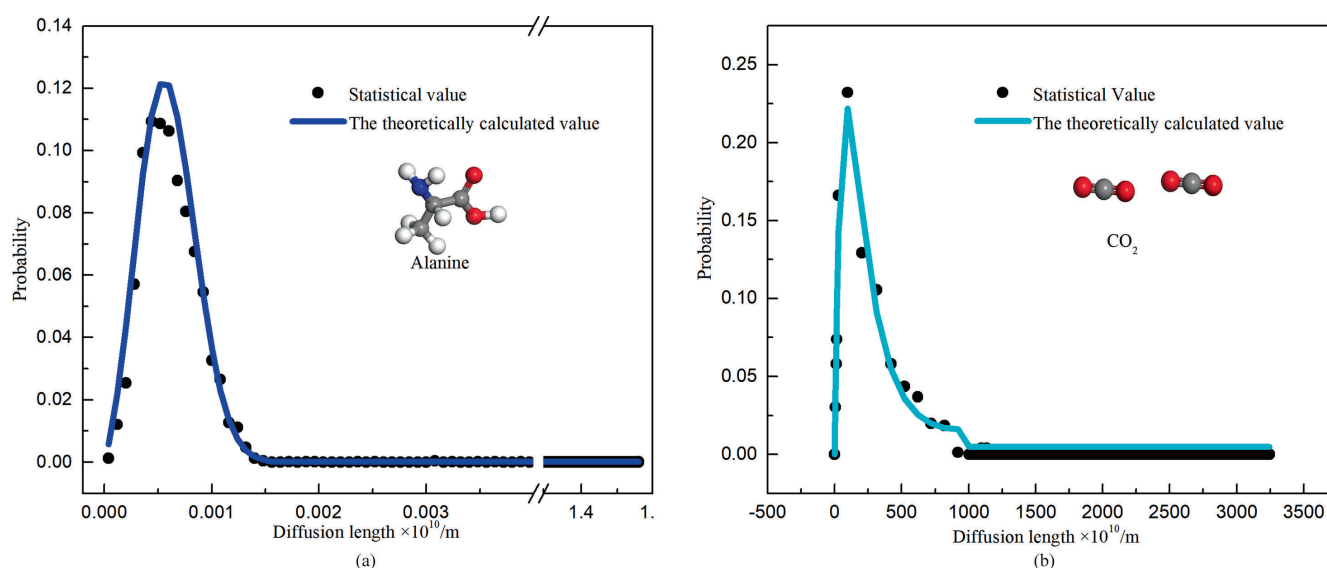 0.14
0.12
0.10
0.08
0.06
0.04
0.02
0.00
Probability
Statistical value
The theoretically calculated value
Alanine
0.000 0.001 0.002 0.003 1.4 1.
Diffusion length ×10¹⁰/m
(a)
0.25
0.20
0.15
0.10
0.05
0.00
Probability
Statistical Value
The theoretically calculated value
CO₂
-500 0 500 1000 1500 2000 2500 3000 3500
Diffusion length ×10¹⁰/m
(b)